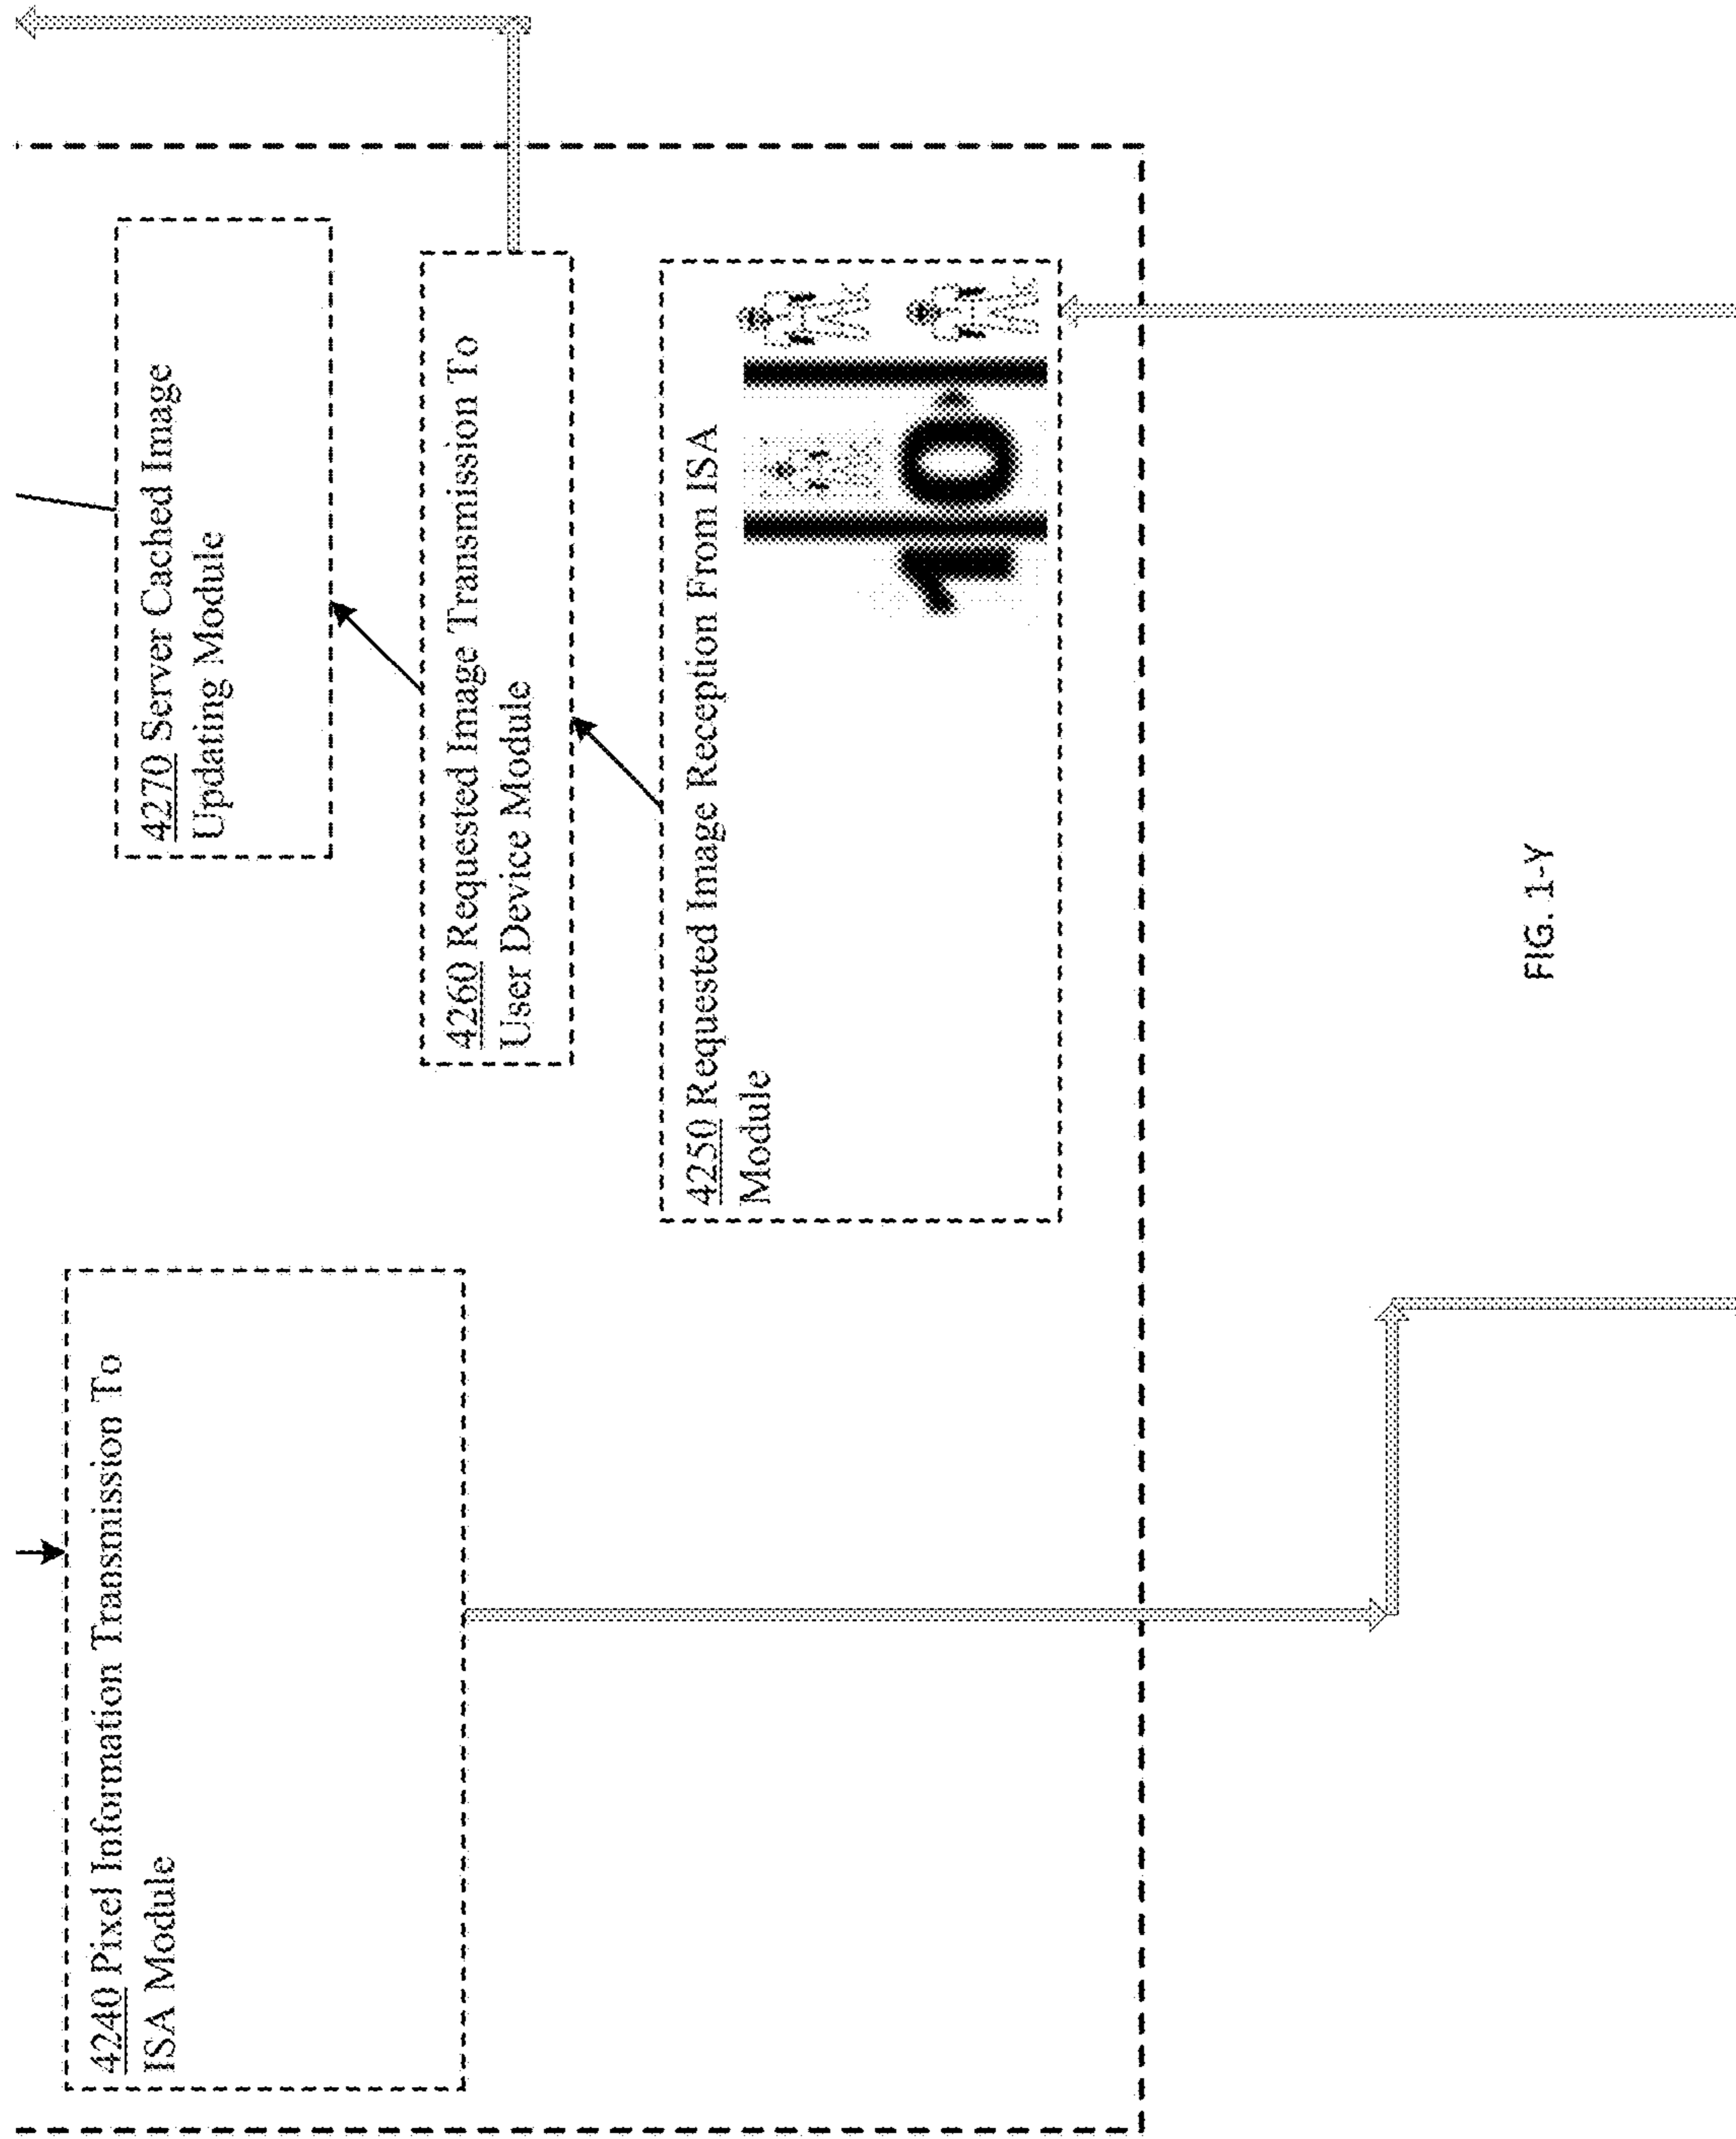 4240 Pixel Information Transmission To
ISA Module
4250 Requested Image Reception From ISA
Module
10
4260 Requested Image Transmission To
User Device Module
4270 Server Cached Image
Updating Module
FIG. 1-Y